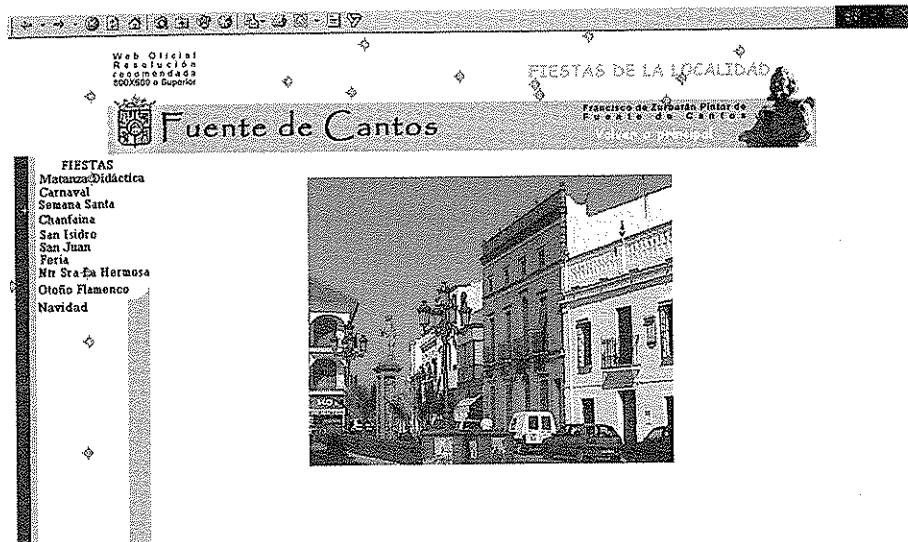 Web Oficial
Resolución
recomendada
800X600 o Superior
FIESTAS DE LA LOCALIDAD
Fuente de Cantos
Francisco de Zurbarán Pintor de
Fuente de Cantos
Volver a principal
FIESTAS
Matanza Didáctica
Carnaval
Semana Santa
Chanfaina
San Isidro
San Juan
Feria
Ntr Sra La Hermosa
Otoño Flamenco
Navidad